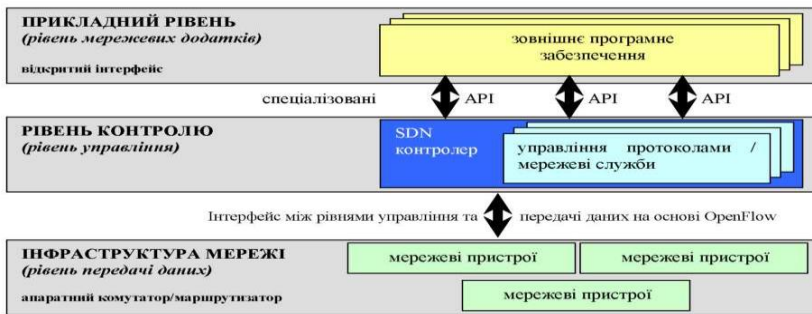 ПРИКЛАДНИЙ РІВЕНЬ
(рівень мережевих додатків)
відкритий інтерфейс
зовнішнє програмне
забезпечення
спеціалізовані
API
API
API
РІВЕНЬ КОНТРОЛЮ
(рівень управління)
SDN
контролер
управління протоколами /
мережеві служби
Інтерфейс між рівнями управління та
передачі даних на основі OpenFlow
ІНФРАСТРУКТУРА МЕРЕЖІ
(рівень передачі даних)
апаратний комутатор/маршрутизатор
мережеві пристрої
мережеві пристрої
мережеві пристрої